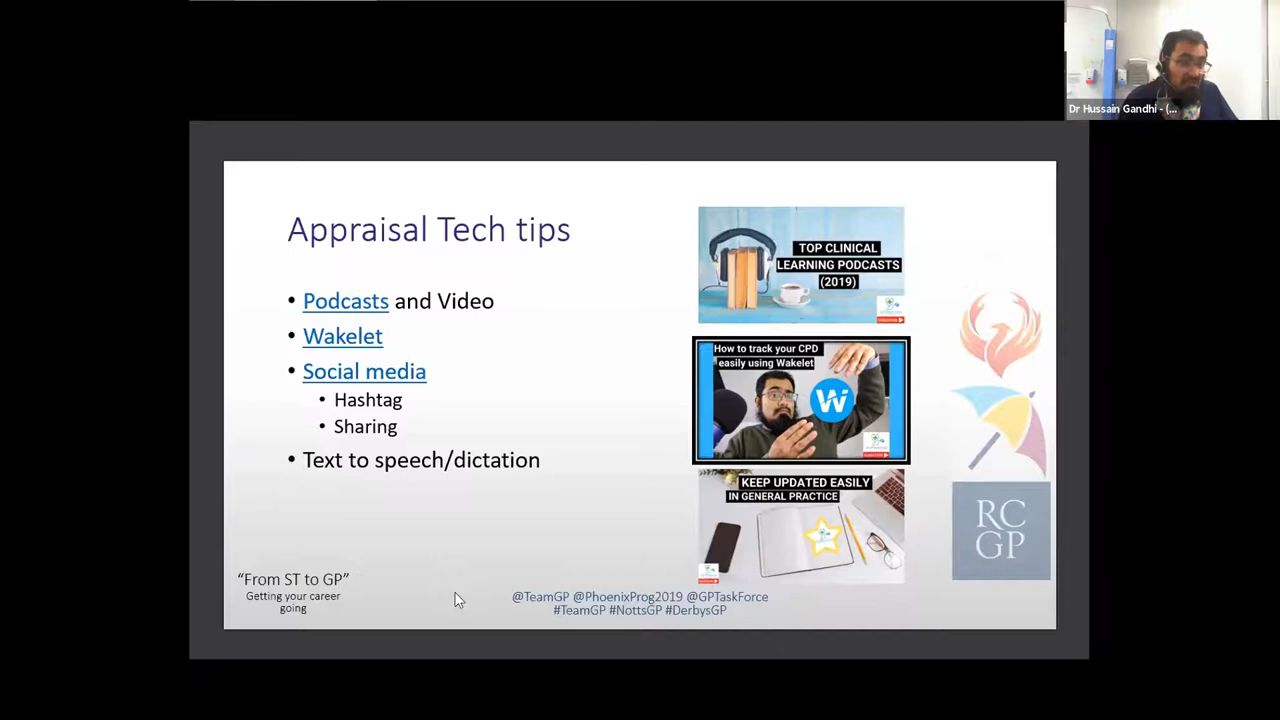 Dr Hussain Gandhi - (...
Appraisal Tech tips
• Podcasts and Video
• Wakelet
• Social media
• Hashtag
• Sharing
• Text to speech/dictation
TOP CLINICAL
LEARNING PODCASTS
(2019)
How to track your CPD
easily using Wakelet
W
KEEP UPDATED EASILY
IN GENERAL PRACTICE
RC
GP
“From ST to GP”
Getting your career
going
@TeamGP @PhoenixProg2019 @GPTaskForce
#TeamGP #NottsGP #DerbysGP